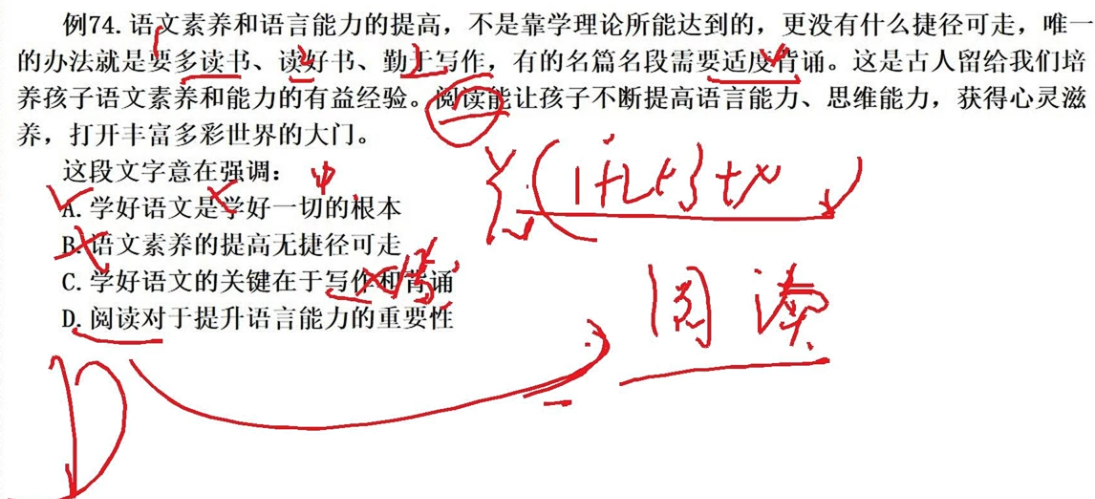 例74.语文素养和语言能力的提高，不是靠学理论所能达到的，更没有什么捷径可走，唯一
的办法就是要多读书、读好书、勤于写作，有的名篇名段需要适度背诵。这是古人留给我们培
养孩子语文素养和能力的有益经验。阅读能让孩子不断提高语言能力、思维能力，获得心灵滋
养，打开丰富多彩世界的大门。
这段文字意在强调：
A.学好语文是学好一切的根本
B.语文素养的提高无捷径可走
C.学好语文的关键在于写作和背诵
D.阅读对于提升语言能力的重要性
阅读
D